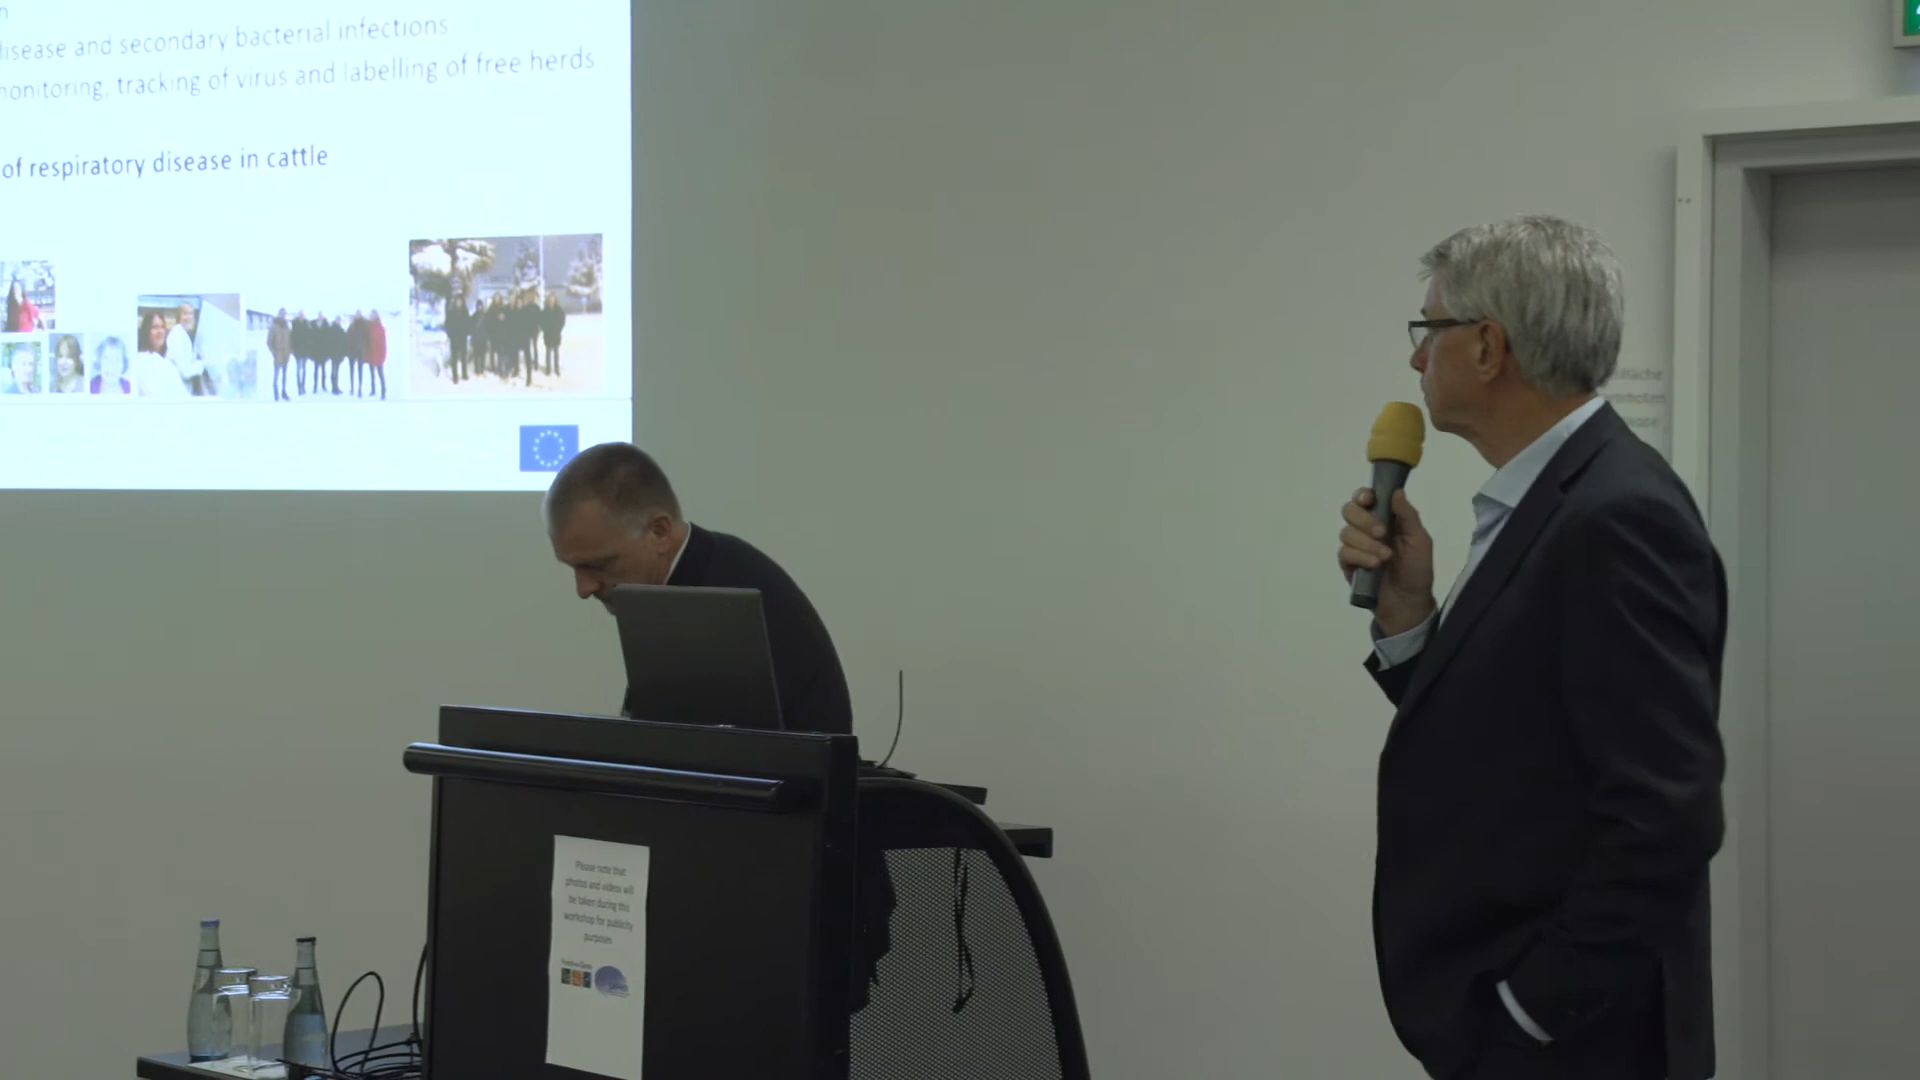 n
disease and secondary bacterial infections
monitoring, tracking of virus and labelling of free herds
of respiratory disease in cattle
Please note that
photos and videos will
be taken during this
workshop for publicity
purposes